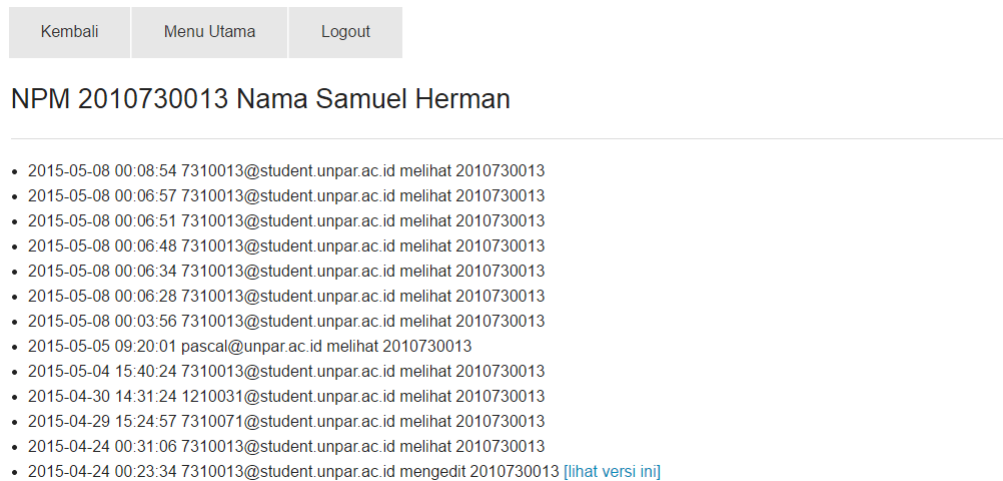 Kembali Menu Utama Logout
NPM 2010730013 Nama Samuel Herman
• 2015-05-08 00:08:54 7310013@student.unpar.ac.id melihat 2010730013
• 2015-05-08 00:06:57 7310013@student.unpar.ac.id melihat 2010730013
• 2015-05-08 00:06:51 7310013@student.unpar.ac.id melihat 2010730013
• 2015-05-08 00:06:48 7310013@student.unpar.ac.id melihat 2010730013
• 2015-05-08 00:06:34 7310013@student.unpar.ac.id melihat 2010730013
• 2015-05-08 00:06:28 7310013@student.unpar.ac.id melihat 2010730013
• 2015-05-08 00:03:56 7310013@student.unpar.ac.id melihat 2010730013
• 2015-05-05 09:20:01 pascal@unpar.ac.id melihat 2010730013
• 2015-05-04 15:40:24 7310013@student.unpar.ac.id melihat 2010730013
• 2015-04-30 14:31:24 1210031@student.unpar.ac.id melihat 2010730013
• 2015-04-29 15:24:57 7310071@student.unpar.ac.id melihat 2010730013
• 2015-04-24 00:31:06 7310013@student.unpar.ac.id melihat 2010730013
• 2015-04-24 00:23:34 7310013@student.unpar.ac.id mengedit 2010730013 [lihat versi ini]